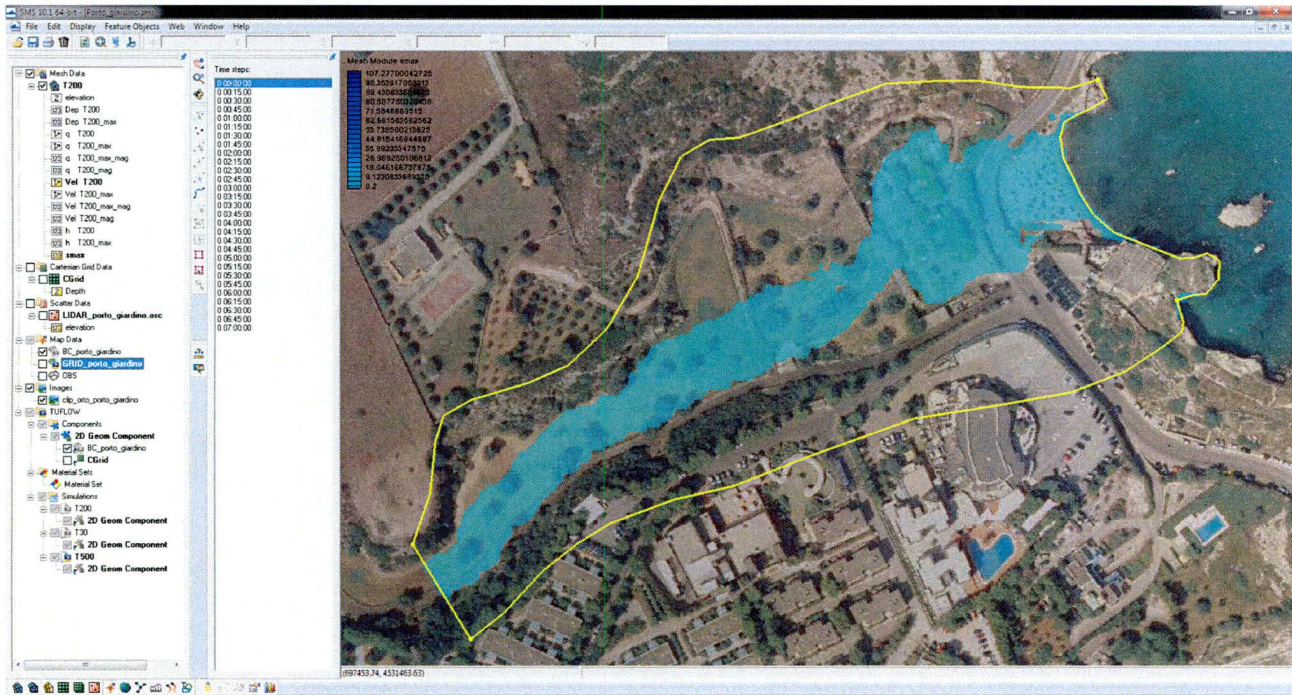 SMS 10.1 64-bit - [Porto_giardino.sms]
File Edit Display Feature Objects Web Window Help
Mesh Data
T200
elevation
Dep T200
Dep T200_max
q T200
q T200_max
q T200_max_mag
q T200_mag
Vel T200
Vel T200_max
Vel T200_max_mag
Vel T200_mag
h T200
h T200_max
smax
Cartesian Grid Data
CGrid
Depth
Scatter Data
LIDAR_porto_giardino.asc
elevation
Map Data
BC_porto_giardino
GRID_porto_giardino
OBS
Images
clip_orto_porto_giardino
TUFLOW
Components
2D Geom Component
BC_porto_giardino
CGrid
Material Sets
Material Set
Simulations
T200
2D Geom Component
T30
2D Geom Component
T500
2D Geom Component
Time steps:
0 00:00:00
0 00:15:00
0 00:30:00
0 00:45:00
0 01:00:00
0 01:15:00
0 01:30:00
0 01:45:00
0 02:00:00
0 02:15:00
0 02:30:00
0 02:45:00
0 03:00:00
0 03:15:00
0 03:30:00
0 03:45:00
0 04:00:00
0 04:15:00
0 04:30:00
0 04:45:00
0 05:00:00
0 05:15:00
0 05:30:00
0 05:45:00
0 06:00:00
0 06:15:00
0 06:30:00
0 06:45:00
0 07:00:00
Mesh Module smax
107.27700042725
0.2
(697453.74, 4531463.63)